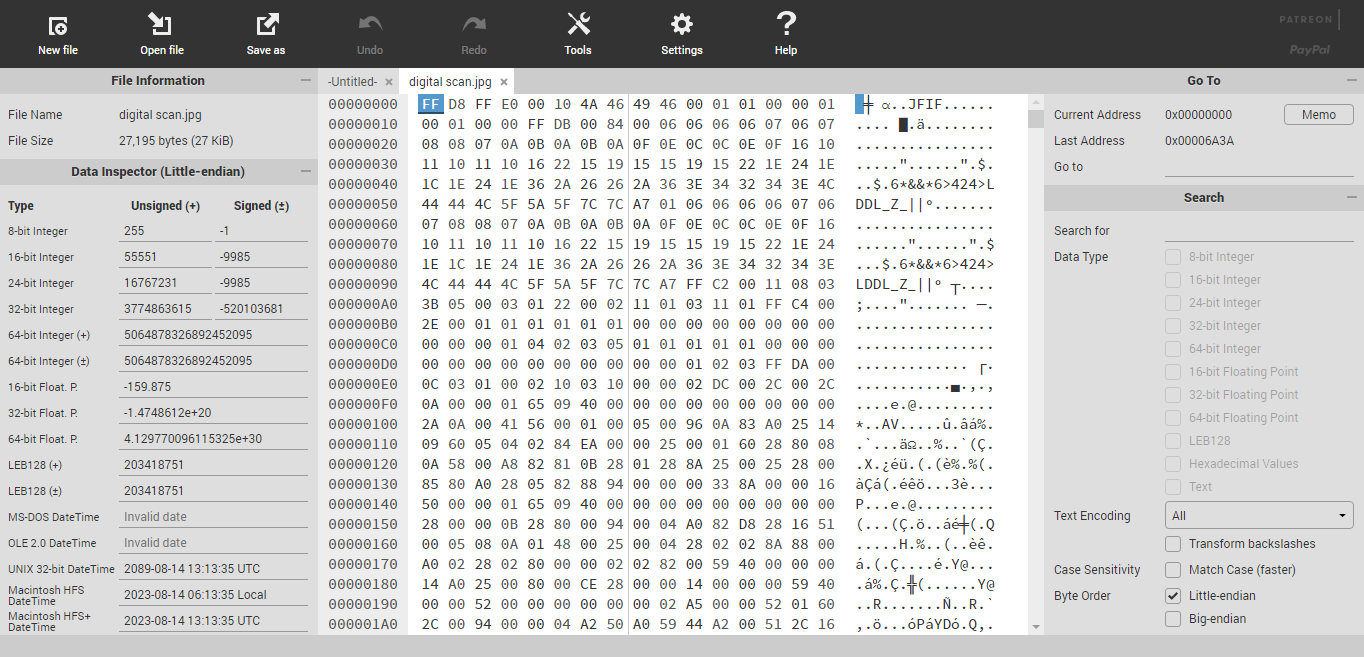 New file Open file Save as Undo Redo Tools Settings Help PATREON
PayPal
File Information
File Name digital scan.jpg
File Size 27,195 bytes (27 KiB)
Data Inspector (Little-endian)
Type Unsigned (+) Signed (±)
8-bit Integer 255 -1
16-bit Integer 55551 -9985
24-bit Integer 16767231 -9985
32-bit Integer 3774863615 -520103681
64-bit Integer (+) 5064878326892452095
64-bit Integer (±) 5064878326892452095
16-bit Float. P. -159.875
32-bit Float. P. -1.4748612e+20
64-bit Float. P. 4.129770096115325e+30
LEB128 (+) 203418751
LEB128 (±) 203418751
MS-DOS DateTime Invalid date
OLE 2.0 DateTime Invalid date
UNIX 32-bit DateTime 2089-08-14 13:13:35 UTC
Macintosh HFS DateTime 2023-08-14 06:13:35 Local
Macintosh HFS+ DateTime 2023-08-14 13:13:35 UTC
-Untitled- × digital scan.jpg ×
00000000 FF D8 FF E0 00 10 4A 46 49 46 00 01 01 00 00 01 ╪ α..JFIF......
00000010 00 01 00 00 FF DB 00 84 00 06 06 06 06 07 06 07 .... █.ä........
00000020 08 08 07 0A 0B 0A 0B 0A 0F 0E 0C 0C 0E 0F 16 10 ................
00000030 11 10 11 10 16 22 15 19 15 15 19 15 22 1E 24 1E ....."......".$.
00000040 1C 1E 24 1E 36 2A 26 26 2A 36 3E 34 32 34 3E 4C ..$.6*&&*6>424>L
00000050 44 44 4C 5F 5A 5F 7C 7C A7 01 06 06 06 06 07 06 DDL_Z_||º.......
00000060 07 08 08 07 0A 0B 0A 0B 0A 0F 0E 0C 0C 0E 0F 16 ................
00000070 10 11 10 11 10 16 22 15 19 15 15 19 15 22 1E 24 ......"......".$
00000080 1E 1C 1E 24 1E 36 2A 26 26 2A 36 3E 34 32 34 3E ...$.6*&&*6>424>
00000090 4C 44 44 4C 5F 5A 5F 7C 7C A7 FF C2 00 11 08 03 LDDL_Z_||º ┬....
000000A0 3B 05 00 03 01 22 00 02 11 01 03 11 01 FF C4 00 ;...."....... ─.
000000B0 2E 00 01 01 01 01 01 01 00 00 00 00 00 00 00 00 ................
000000C0 00 00 00 01 04 02 03 05 01 01 01 01 01 00 00 00 ................
000000D0 00 00 00 00 00 00 00 00 00 00 01 02 03 FF DA 00 ............. ┌.
000000E0 0C 03 01 00 02 10 03 10 00 00 02 DC 00 2C 00 2C ...........▄.,.,
000000F0 0A 00 00 01 65 09 40 00 00 00 00 00 00 00 00 00 ....e.@.........
00000100 2A 0A 00 41 56 00 01 00 05 00 96 0A 83 A0 25 14 *..AV.....û.âá%.
00000110 09 60 05 04 02 84 EA 00 00 25 00 01 60 28 80 08 .`...äΩ..%..`(Ç.
00000120 0A 58 00 A8 82 81 0B 28 01 28 8A 25 00 25 28 00 .X.¿éü.(.(è%.%(.
00000130 85 80 A0 28 05 82 88 94 00 00 00 33 8A 00 00 16 àÇá(.éêö...3è...
00000140 50 00 00 01 65 09 40 00 00 00 00 00 00 00 00 00 P...e.@.........
00000150 28 00 00 0B 28 80 00 94 00 04 A0 82 D8 28 16 51 (...(Ç.ö..áé╪(.Q
00000160 00 05 08 0A 01 48 00 25 00 04 28 02 02 8A 88 00 .....H.%..(..èê.
00000170 A0 02 28 02 80 00 00 02 02 82 00 59 40 00 00 00 á.(.Ç....é.Y@...
00000180 14 A0 25 00 80 00 CE 28 00 00 14 00 00 00 59 40 .á%.Ç.╬(......Y@
00000190 00 00 52 00 00 00 00 00 00 02 A5 00 00 52 01 60 ..R.......Ñ..R.`
000001A0 2C 00 94 00 00 04 A2 50 A0 59 44 A2 00 51 2C 16 ,.ö...óPáYDó.Q,.
Go To
Current Address 0x00000000 Memo
Last Address 0x00006A3A
Go to
Search
Search for
Data Type 8-bit Integer
16-bit Integer
24-bit Integer
32-bit Integer
64-bit Integer
16-bit Floating Point
32-bit Floating Point
64-bit Floating Point
LEB128
Hexadecimal Values
Text
Text Encoding All
Transform backslashes
Case Sensitivity Match Case (faster)
Byte Order Little-endian
Big-endian